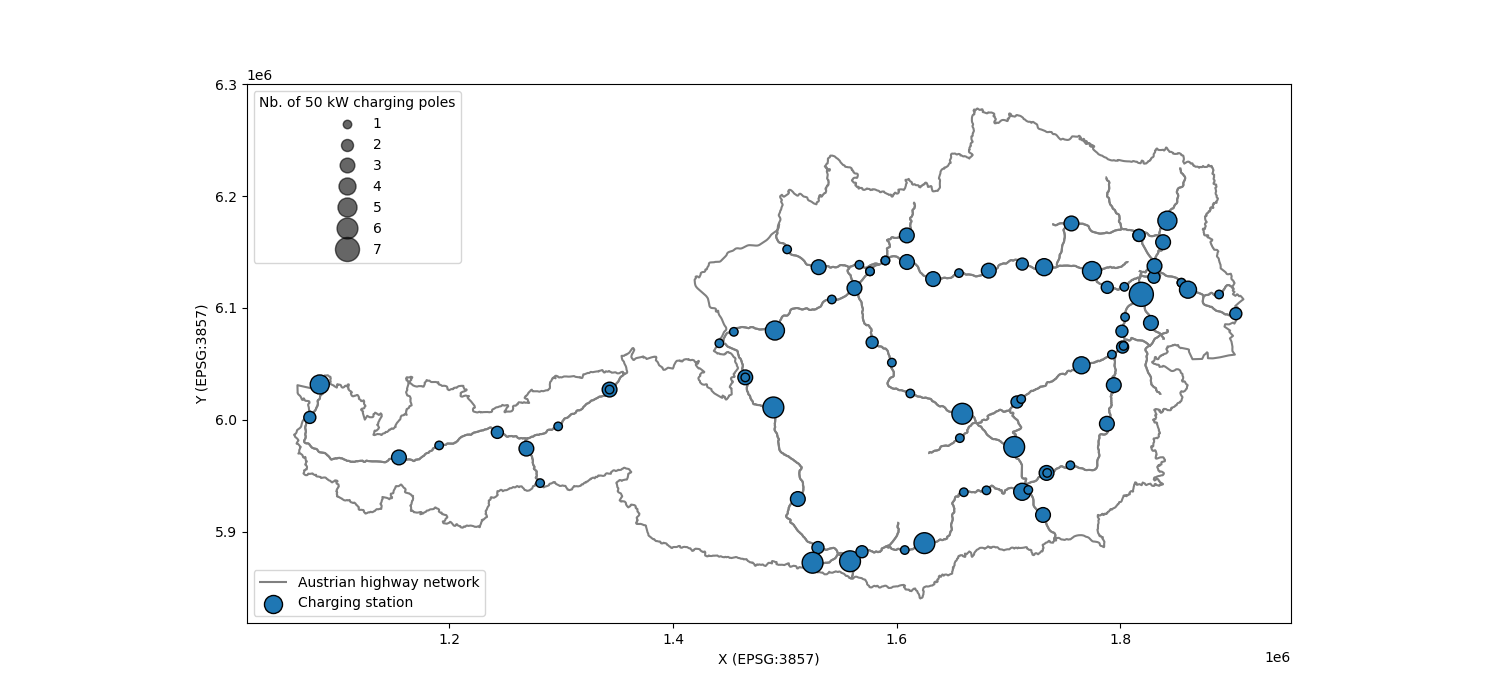 1e6
6.3
6.2
6.1
6.0
5.9
Y (EPSG:3857)
Nb. of 50 kW charging poles
1
2
3
4
5
6
7
Austrian highway network
Charging station
1.2
1.4
1.6
1.8
1e6
X (EPSG:3857)